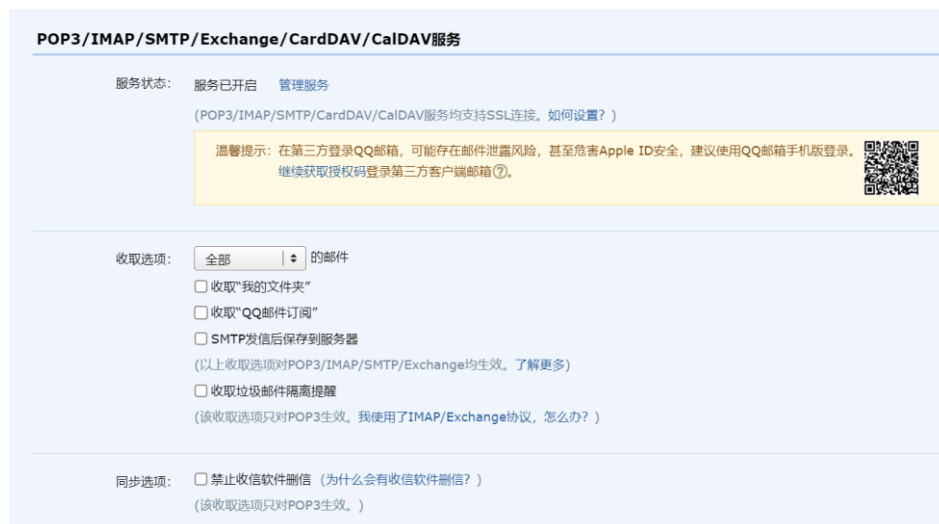 POP3/IMAP/SMTP/Exchange/CardDAV/CalDAV服务
服务状态： 服务已开启 管理服务
(POP3/IMAP/SMTP/CardDAV/CalDAV服务均支持SSL连接。如何设置？)
温馨提示：在第三方登录QQ邮箱，可能存在邮件泄露风险，甚至危害Apple ID安全，建议使用QQ邮箱手机版登录。
继续获取授权码登录第三方客户端邮箱?。
收取选项： 全部 的邮件
收取“我的文件夹”
收取“QQ邮件订阅”
SMTP发信后保存到服务器
(以上收取选项对POP3/IMAP/SMTP/Exchange均生效。了解更多)
收取垃圾邮件隔离提醒
(该收取选项只对POP3生效。我使用了IMAP/Exchange协议，怎么办？)
同步选项： 禁止收信软件删信 (为什么会有收信软件删信？)
(该收取选项只对POP3生效。)